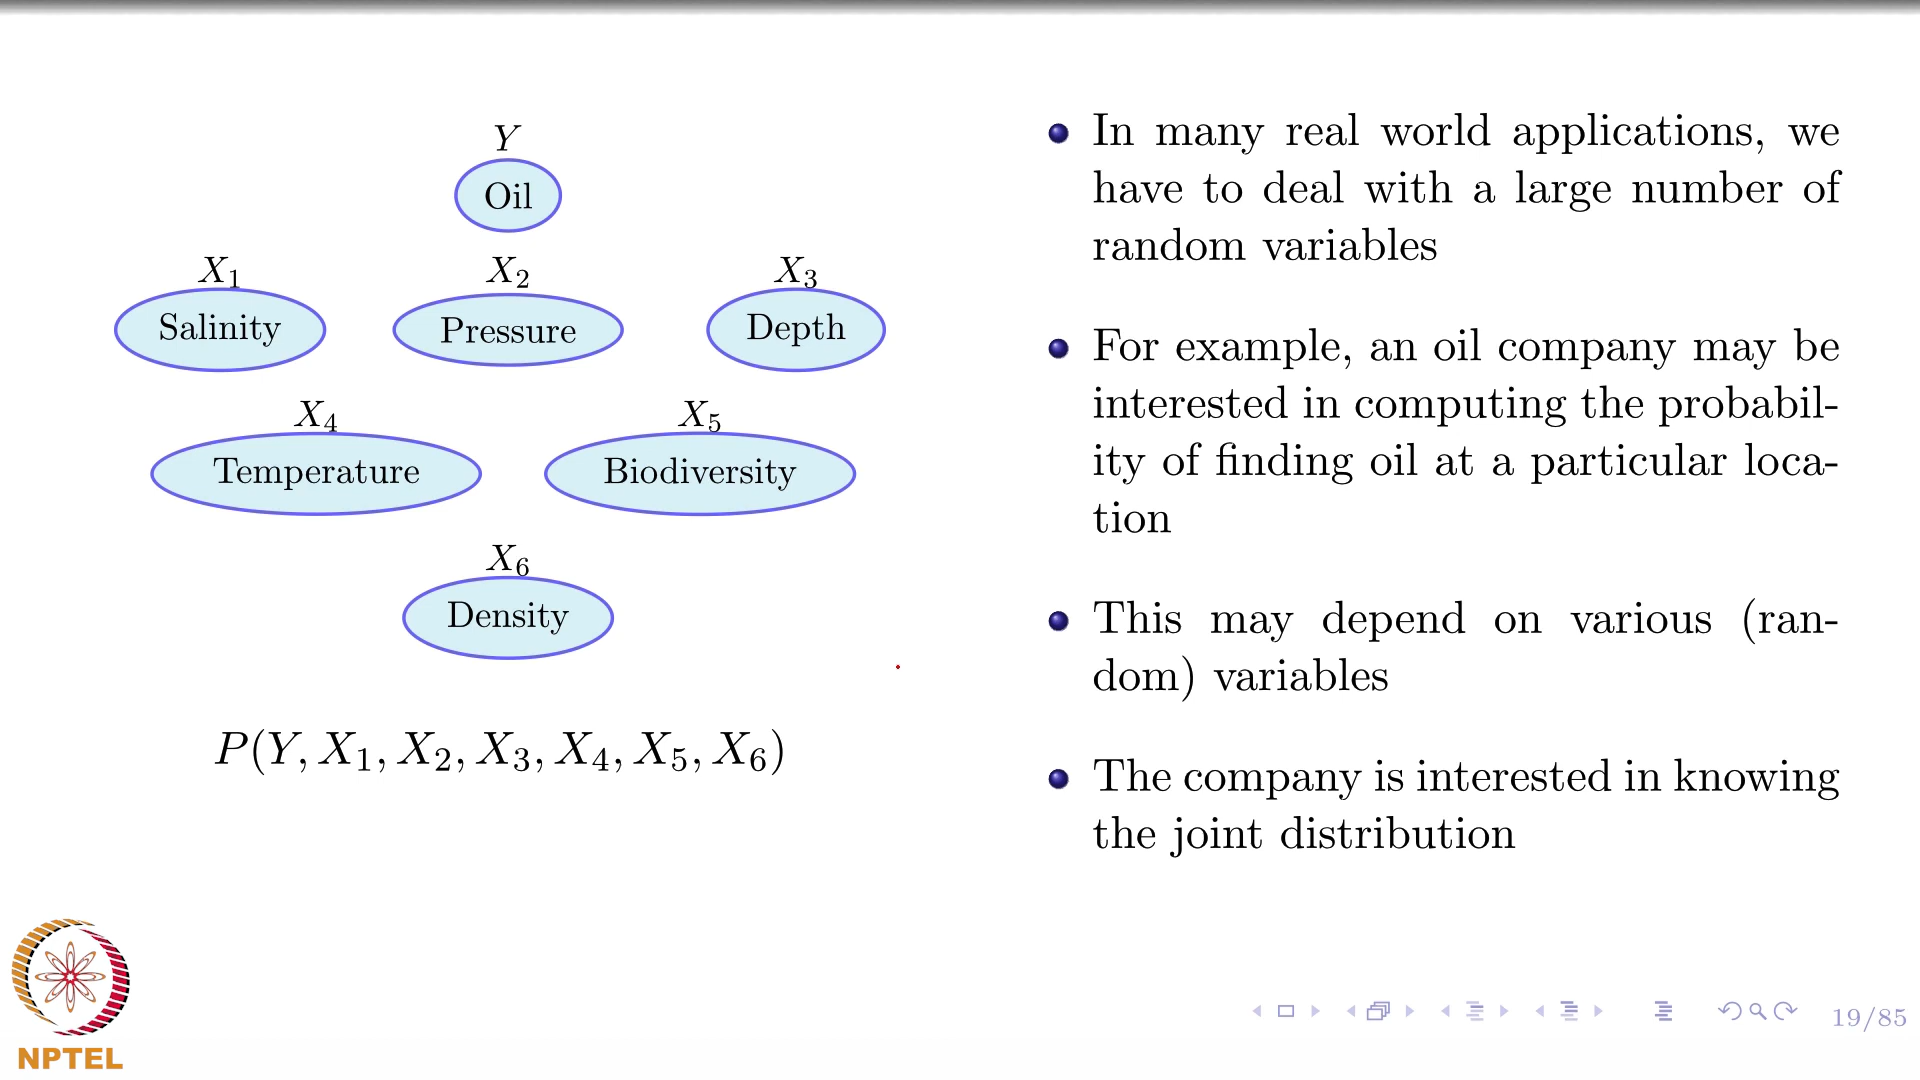 Y
Oil
X₁ X₂ X₃
Salinity Pressure Depth
X₄ X₅
Temperature Biodiversity
X₆
Density
P(Y, X₁, X₂, X₃, X₄, X₅, X₆)
In many real world applications, we
have to deal with a large number of
random variables
For example, an oil company may be
interested in computing the probabil-
ity of finding oil at a particular loca-
tion
This may depend on various (ran-
dom) variables
The company is interested in knowing
the joint distribution
NPTEL
19/85